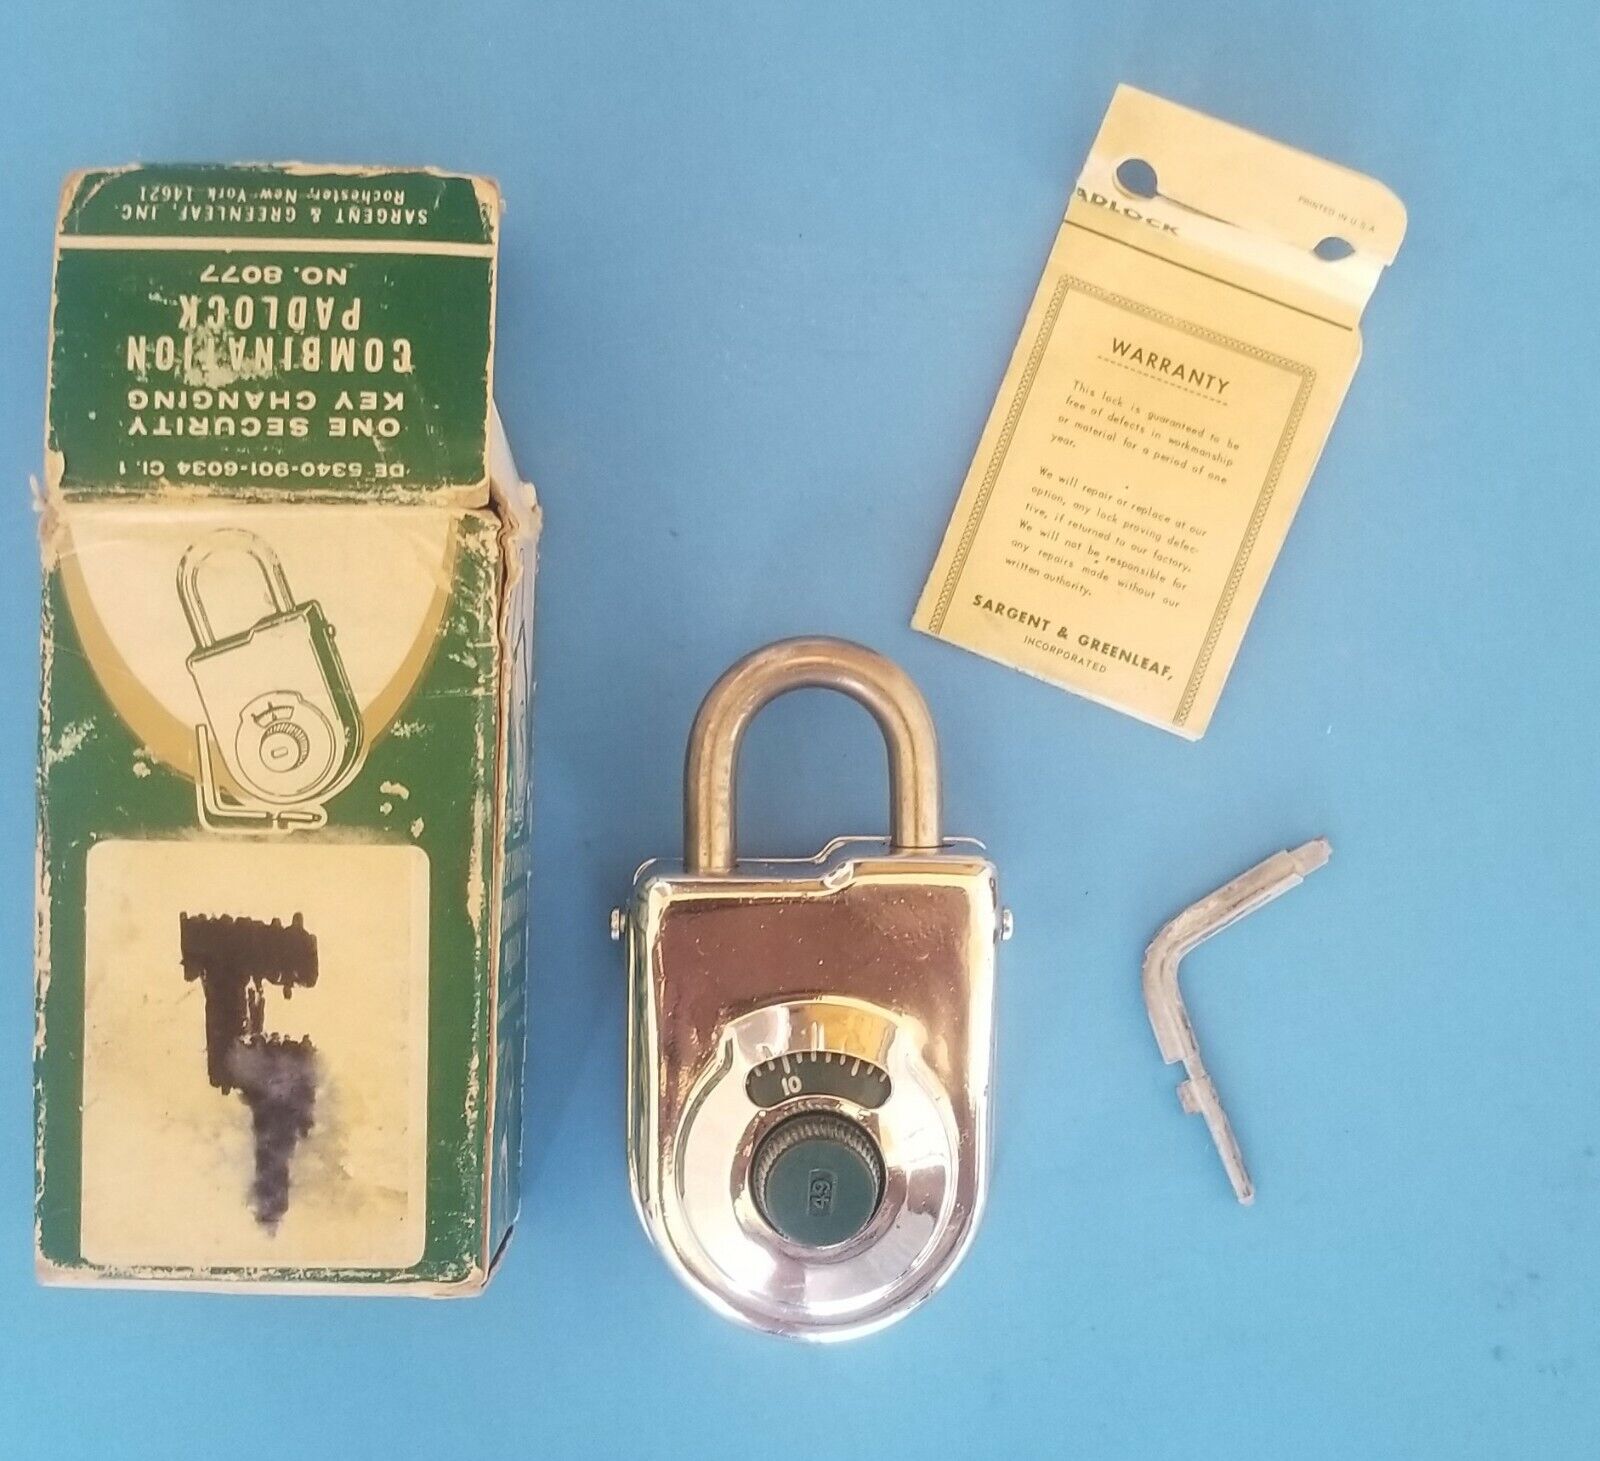 DE 5340-901-6034 Cl. 1
ONE SECURITY
KEY CHANGING
COMBINATION
PADLOCK
NO. 8077
SARGENT & GREENLEAF, INC.
Rochester, New York 14621
PRINTED IN U.S.A.
ADLOCK
WARRANTY
This lock is guaranteed to be
free of defects in workmanship
or material for a period of one
year.
We will repair or replace at our
option, any lock proving defec-
tive, if returned to our factory.
We will not be responsible for
any repairs made without our
written authority.
SARGENT & GREENLEAF,
INCORPORATED
10
49